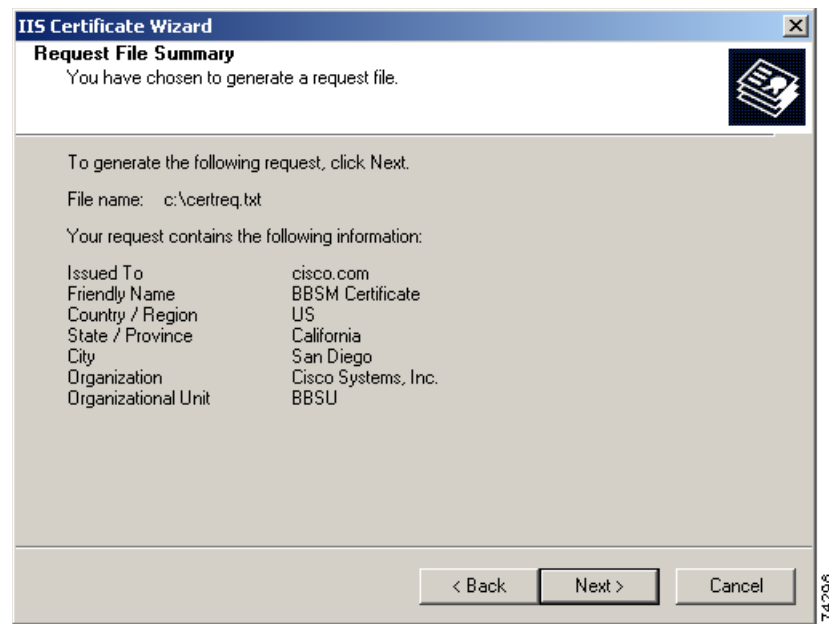 IIS Certificate Wizard
Request File Summary
You have chosen to generate a request file.
To generate the following request, click Next.
File name: c:\certreq.txt
Your request contains the following information:
Issued To cisco.com
Friendly Name BBSM Certificate
Country / Region US
State / Province California
City San Diego
Organization Cisco Systems, Inc.
Organizational Unit BBSU
< Back Next > Cancel
74296